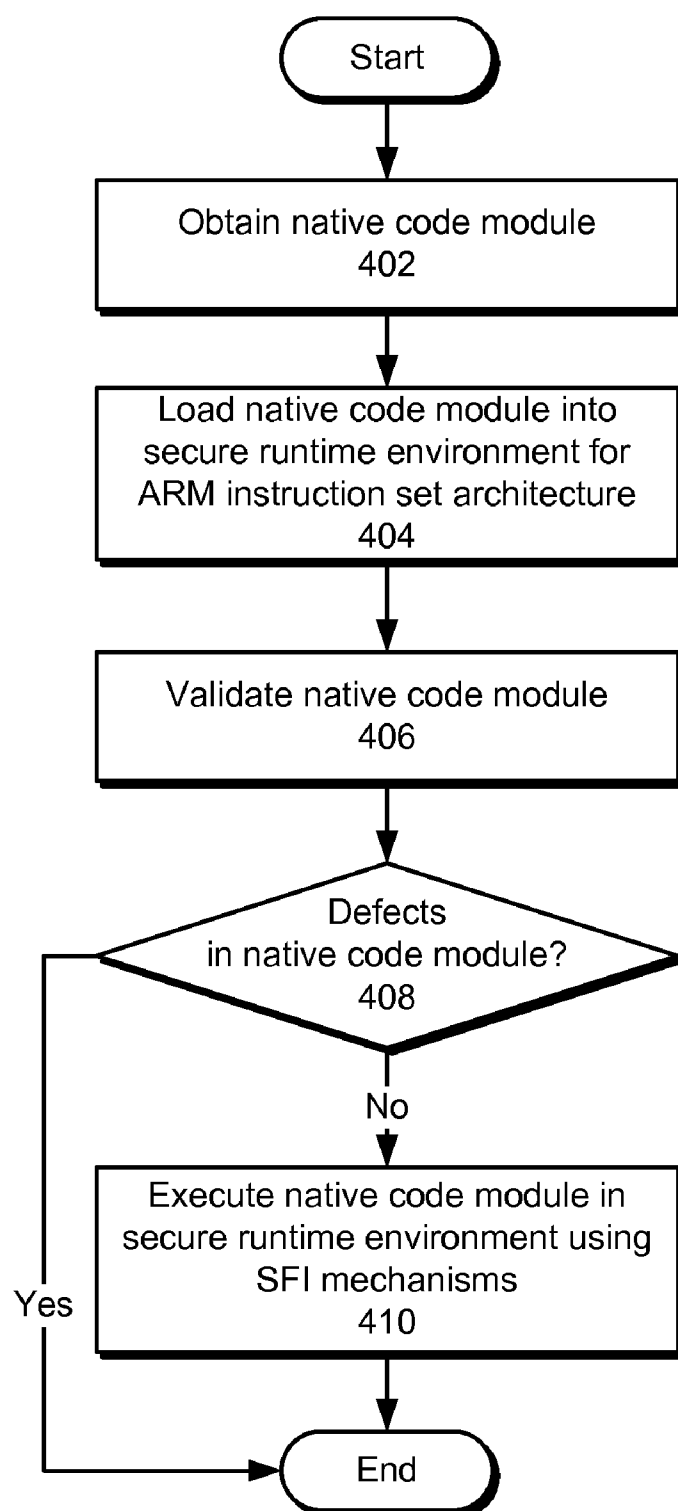 Start
Obtain native code module
402
Load native code module into
secure runtime environment for
ARM instruction set architecture
404
Validate native code module
406
Defects
in native code module?
408
No
Execute native code module in
secure runtime environment using
SFI mechanisms
410
Yes
End